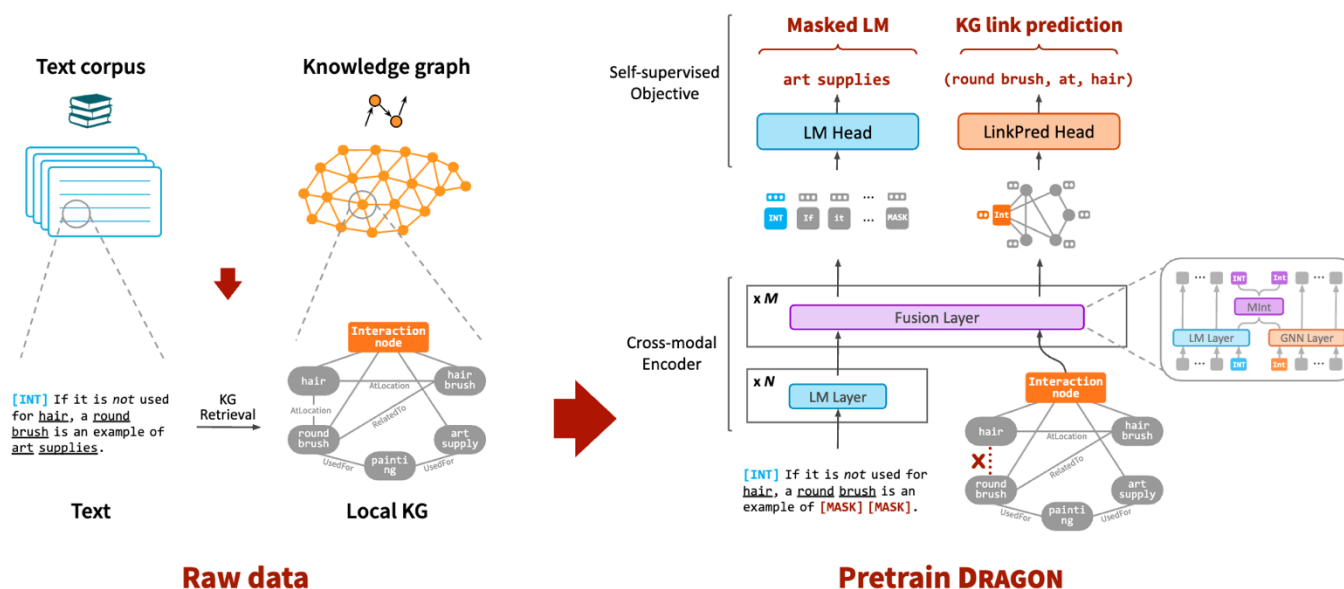 Text corpus
Knowledge graph
Interaction
node
hair
hair
brush
AtLocation
AtLocation
RelatedTo
round
brush
art
supply
painti
ng
UsedFor
UsedFor
[INT] If it is not used
for hair, a round
brush is an example of
art supplies.
KG
Retrieval
Text
Local KG
Raw data
Masked LM
KG link prediction
Self-supervised
Objective
art supplies
(round brush, at, hair)
LM Head
LinkPred Head
INT
If
it
...
MASK
Int
Cross-modal
Encoder
x M
Fusion Layer
x N
LM Layer
[INT] If it is not used for
hair, a round brush is an
example of [MASK] [MASK].
Interaction
node
hair
hair
brush
AtLocation
X
RelatedTo
round
brush
art
supply
painti
ng
UsedFor
UsedFor
... INT Int ...
MInt
LM Layer
GNN Layer
... INT Int ...
Pretrain DRAGON